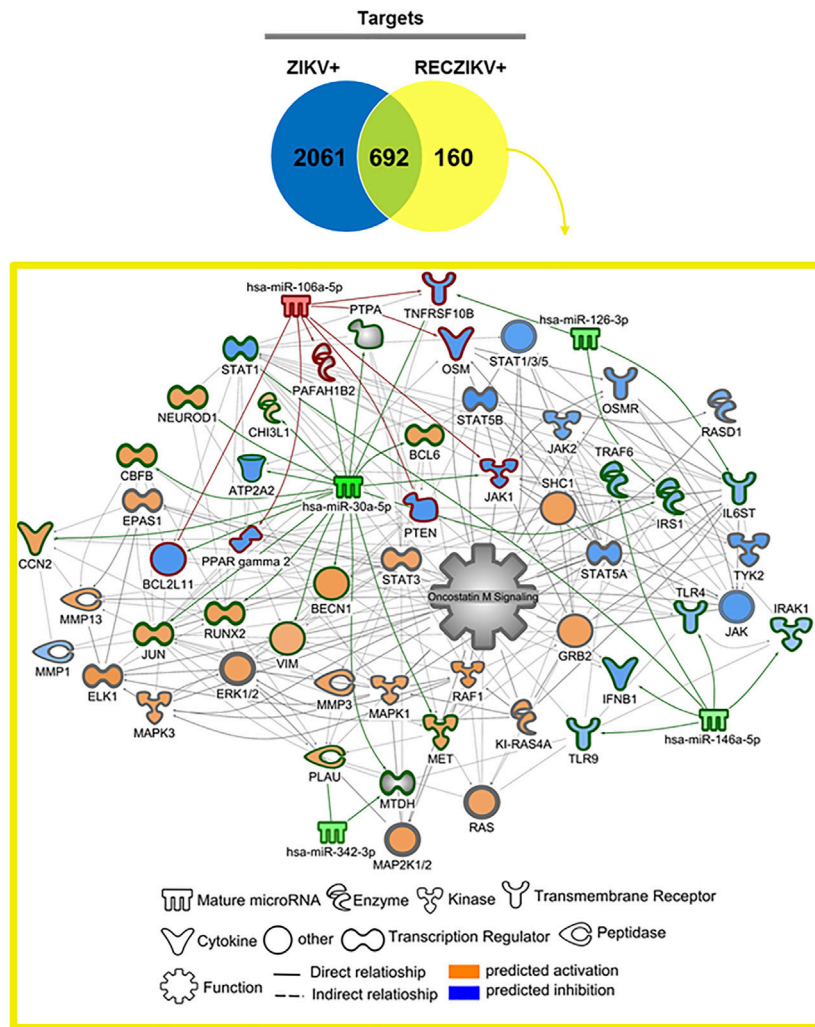 Targets
ZIKV+ RECZIKV+
2061 692 160
hsa-miR-106a-5p
TNFRSF10B
hsa-miR-126-3p
PTPA
STAT1
PAFAH1B2
OSM
STAT1/3/5
OSMR
NEUROD1
CHI3L1
STAT5B
RASD1
JAK2
BCL6
TRAF6
CBFB
ATP2A2
hsa-miR-30a-5p
JAK1
SHC1
IRS1
IL6ST
EPAS1
PTEN
CCN2
BCL2L11
PPAR gamma 2
STAT3
STAT5A
TYK2
BECN1
Oncostatin M Signaling
TLR4
IRAK1
MMP13
JAK
JUN
RUNX2
VIM
GRB2
MMP1
ELK1
ERK1/2
MMP3
MAPK1
RAF1
IFNB1
MAPK3
KI-RAS4A
hsa-miR-146a-5p
MET
TLR9
PLAU
MTDH
RAS
hsa-miR-342-3p
MAP2K1/2
Mature microRNA Enzyme Kinase Transmembrane Receptor
Cytokine other Transcription Regulator Peptidase
Function Direct relatioship predicted activation
Indirect relatioship predicted inhibition